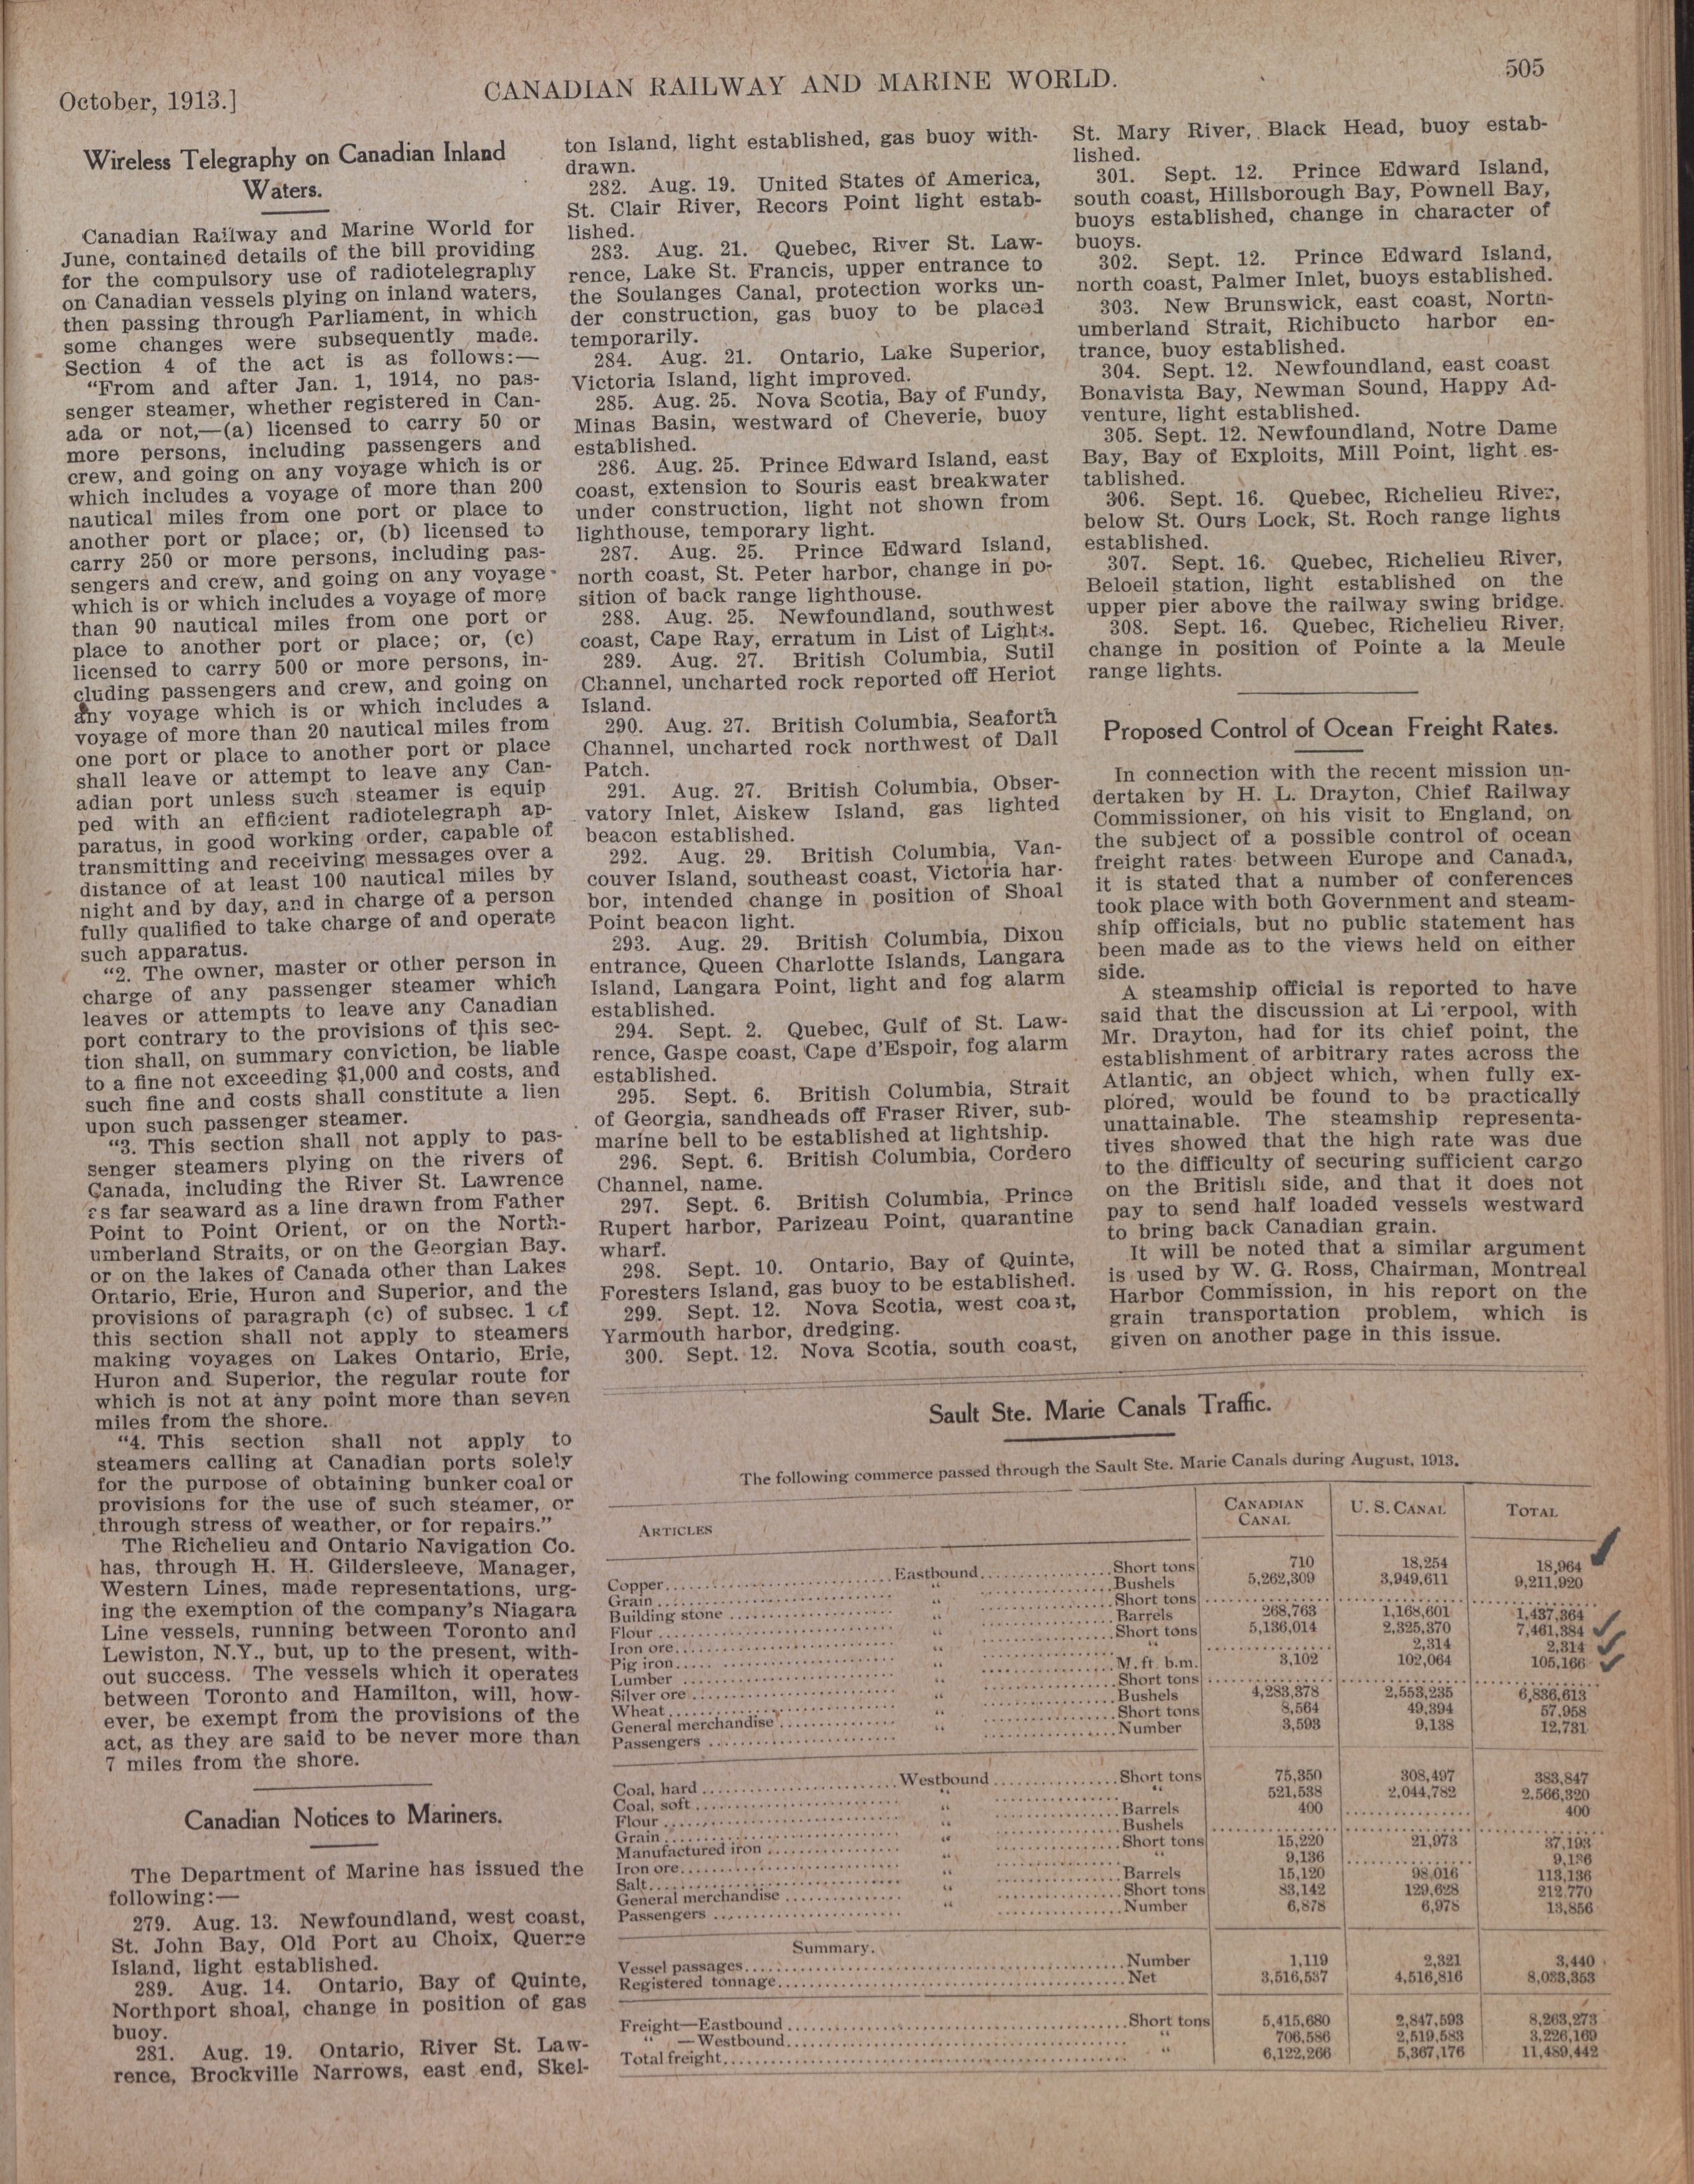 October, 1913.]
CANADIAN RAILWAY AND MARINE WORLD.
505
Wireless Telegraphy on Canadian Inland
Waters.
Canadian Railway and Marine World for
June, contained details of the bill providing
for the compulsory use of radiotelegraphy
on Canadian vessels plying on inland waters,
then passing through Parliament, in which
some changes were subsequently made.
Section 4 of the act is as follows:—
"From and after Jan. 1, 1914, no pas-
senger steamer, whether registered in Can-
ada or not,—(a) licensed to carry 50 or
more persons, including passengers and
crew, and going on any voyage which is or
which includes a voyage of more than 200
nautical miles from one port or place to
another port or place; or, (b) licensed to
carry 250 or more persons, including pas-
sengers and crew, and going on any voyage
which is or which includes a voyage of more
than 90 nautical miles from one port or
place to another port or place; or, (c)
licensed to carry 500 or more persons, in-
cluding passengers and crew, and going on
any voyage which is or which includes a
voyage of more than 20 nautical miles from
one port or place to another port or place
shall leave or attempt to leave any Can-
adian port unless such steamer is equip
ped with an efficient radiotelegraph ap-
paratus, in good working order, capable of
transmitting and receiving messages over a
distance of at least 100 nautical miles by
night and by day, and in charge of a person
fully qualified to take charge of and operate
such apparatus.
"2. The owner, master or other person in
charge of any passenger steamer which
leaves or attempts to leave any Canadian
port contrary to the provisions of this sec-
tion shall, on summary conviction, be liable
to a fine not exceeding $1,000 and costs, and
such fine and costs shall constitute a lien
upon such passenger steamer.
"3. This section shall not apply to pas-
senger steamers plying on the rivers of
Canada, including the River St. Lawrence
as far seaward as a line drawn from Father
Point to Point Orient, or on the North-
umberland Straits, or on the Georgian Bay.
or on the lakes of Canada other than Lakes
Ontario, Erie, Huron and Superior, and the
provisions of paragraph (c) of subsec. 1 of
this section shall not apply to steamers
making voyages on Lakes Ontario, Erie,
Huron and Superior, the regular route for
which is not at any point more than seven
miles from the shore.
"4. This section shall not apply to
steamers calling at Canadian ports solely
for the purpose of obtaining bunker coal or
provisions for the use of such steamer, or
through stress of weather, or for repairs."
The Richelieu and Ontario Navigation Co.
has, through H. H. Gildersleeve, Manager,
Western Lines, made representations, urg-
ing the exemption of the company's Niagara
Line vessels, running between Toronto and
Lewiston, N.Y., but, up to the present, with-
out success. The vessels which it operates
between Toronto and Hamilton, will, how-
ever, be exempt from the provisions of the
act, as they are said to be never more than
7 miles from the shore.
Canadian Notices to Mariners.
The Department of Marine has issued the
following:—
279. Aug. 13. Newfoundland, west coast,
St. John Bay, Old Port au Choix, Querre
Island, light established.
289. Aug. 14. Ontario, Bay of Quinte,
Northport shoal, change in position of gas
buoy.
281. Aug. 19. Ontario, River St. Law-
rence, Brockville Narrows, east end, Skel-
ton Island, light established, gas buoy with-
drawn.
282. Aug. 19. United States of America,
St. Clair River, Recors Point light estab-
lished.
283. Aug. 21. Quebec, River St. Law-
rence, Lake St. Francis, upper entrance to
the Soulanges Canal, protection works un-
der construction, gas buoy to be placed
temporarily.
284. Aug. 21. Ontario, Lake Superior,
Victoria Island, light improved.
285. Aug. 25. Nova Scotia, Bay of Fundy,
Minas Basin, westward of Cheverie, buoy
established.
286. Aug. 25. Prince Edward Island, east
coast, extension to Souris east breakwater
under construction, light not shown from
lighthouse, temporary light.
287. Aug. 25. Prince Edward Island,
north coast, St. Peter harbor, change in po-
sition of back range lighthouse.
288. Aug. 25. Newfoundland, southwest
coast, Cape Ray, erratum in List of Lights.
289. Aug. 27. British Columbia, Sutil
Channel, uncharted rock reported off Heriot
Island.
290. Aug. 27. British Columbia, Seaforth
Channel, uncharted rock northwest of Dall
Patch.
291. Aug. 27. British Columbia, Obser-
vatory Inlet, Aiskew Island, gas lighted
beacon established.
292. Aug. 29. British Columbia, Van-
couver Island, southeast coast, Victoria har-
bor, intended change in position of Shoal
Point beacon light.
293. Aug. 29. British Columbia, Dixon
entrance, Queen Charlotte Islands, Langara
Island, Langara Point, light and fog alarm
established.
294. Sept. 2. Quebec, Gulf of St. Law-
rence, Gaspe coast, Cape d'Espoir, fog alarm
established.
295. Sept. 6. British Columbia, Strait
of Georgia, sandheads off Fraser River, sub-
marine bell to be established at lightship.
296. Sept. 6. British Columbia, Cordero
Channel, name.
297. Sept. 6. British Columbia, Prince
Rupert harbor, Parizeau Point, quarantine
wharf.
298. Sept. 10. Ontario, Bay of Quinte,
Foresters Island, gas buoy to be established.
299. Sept. 12. Nova Scotia, west coast,
Yarmouth harbor, dredging.
300. Sept. 12. Nova Scotia, south coast,
St. Mary River, Black Head, buoy estab-
lished.
301. Sept. 12. Prince Edward Island,
south coast, Hillsborough Bay, Pownell Bay,
buoys established, change in character of
buoys.
302. Sept. 12. Prince Edward Island,
north coast, Palmer Inlet, buoys established.
303. New Brunswick, east coast, North-
umberland Strait, Richibucto harbor en-
trance, buoy established.
304. Sept. 12. Newfoundland, east coast
Bonavista Bay, Newman Sound, Happy Ad-
venture, light established.
305. Sept. 12. Newfoundland, Notre Dame
Bay, Bay of Exploits, Mill Point, light es-
tablished.
306. Sept. 16. Quebec, Richelieu River,
below St. Ours Lock, St. Roch range lights
established.
307. Sept. 16. Quebec, Richelieu River,
Beloeil station, light established on the
upper pier above the railway swing bridge.
308. Sept. 16. Quebec, Richelieu River,
change in position of Pointe a la Meule
range lights.
Proposed Control of Ocean Freight Rates.
In connection with the recent mission un-
dertaken by H. L. Drayton, Chief Railway
Commissioner, on his visit to England, on
the subject of a possible control of ocean
freight rates between Europe and Canada,
it is stated that a number of conferences
took place with both Government and steam-
ship officials, but no public statement has
been made as to the views held on either
side.
A steamship official is reported to have
said that the discussion at Li erpool, with
Mr. Drayton, had for its chief point, the
establishment of arbitrary rates across the
Atlantic, an object which, when fully ex-
plored, would be found to be practically
unattainable. The steamship representa-
tives showed that the high rate was due
to the difficulty of securing sufficient cargo
on the British side, and that it does not
pay to send half loaded vessels westward
to bring back Canadian grain.
It will be noted that a similar argument
is used by W. G. Ross, Chairman, Montreal
Harbor Commission, in his report on the
grain transportation problem, which is
given on another page in this issue.
Sault Ste. Marie Canals Traffic.
The following commerce passed through the Sault Ste. Marie Canals during August, 1913.
ARTICLES CANADIAN CANAL U. S. CANAL TOTAL
Copper Eastbound Short tons 710 18,254 18,964
Grain " Bushels 5,262,309 3,949,611 9,211,920
Building stone " Short tons
Flour " Barrels 268,763 1,168,601 1,437,364
Iron ore " Short tons 5,136,014 2,325,370 7,461,384
Pig iron " " 2,314 2,314
Lumber " M. ft. b.m. 3,102 102,064 105,166
Silver ore " Short tons
Wheat " Bushels 4,283,378 2,553,235 6,836,613
General merchandise " Short tons 8,564 49,394 57,958
Passengers " Number 3,593 9,138 12,731
Coal, hard Westbound Short tons 75,350 308,497 383,847
Coal, soft " " 521,538 2,044,782 2,566,320
Flour " Barrels 400 400
Grain " Bushels
Manufactured iron " Short tons 15,220 21,973 37,193
Iron ore " " 9,136 9,136
Salt " Barrels 15,120 98,016 113,136
General merchandise " Short tons 83,142 129,628 212,770
Passengers " Number 6,878 6,978 13,856
Summary.
Vessel passages Number 1,119 2,321 3,440
Registered tonnage Net 3,516,537 4,516,816 8,033,353
Freight—Eastbound Short tons 5,415,680 2,847,593 8,263,273
" —Westbound " 706,586 2,519,583 3,226,169
Total freight " 6,122,266 5,367,176 11,489,442